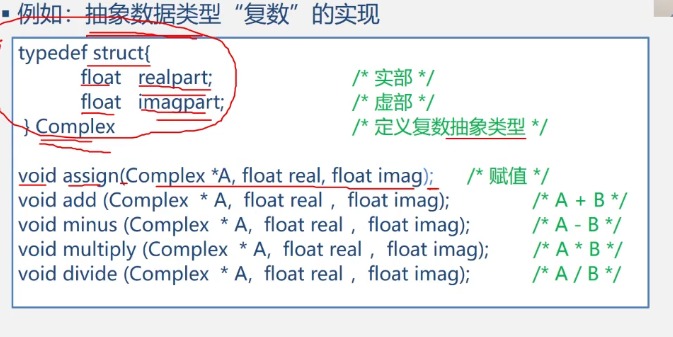 ▪ 例如：抽象数据类型“复数”的实现
typedef struct{
float realpart; /* 实部 */
float imagpart; /* 虚部 */
} Complex /* 定义复数抽象类型 */
void assign(Complex *A, float real, float imag); /* 赋值 */
void add (Complex * A, float real , float imag); /* A + B */
void minus (Complex * A, float real , float imag); /* A - B */
void multiply (Complex * A, float real , float imag); /* A * B */
void divide (Complex * A, float real , float imag); /* A / B */